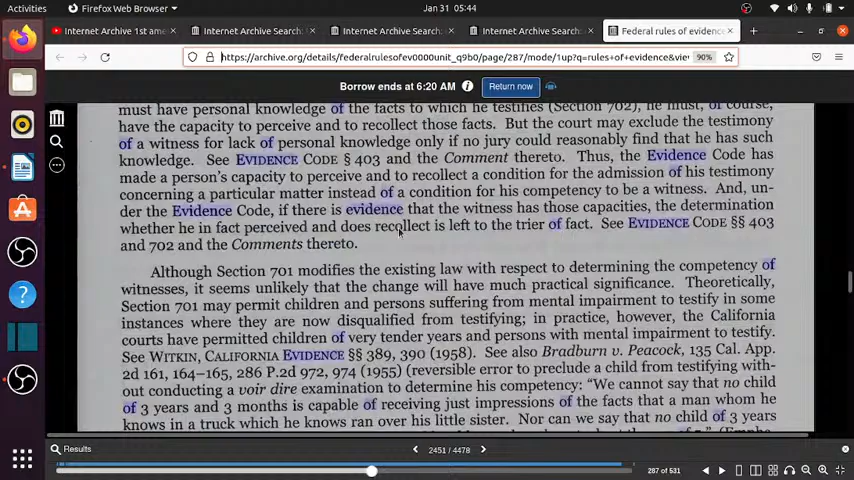 Activities
Firefox Web Browser
Jan 31 05:44
Internet Archive 1st ame
Internet Archive Search:
Internet Archive Search:
Internet Archive Search:
Federal rules of evidence
https://archive.org/details/federalrulesofev0000unit_q9b0/page/287/mode/1up?q=rules+of+evidence&vie
90%
Borrow ends at 6:20 AM
Return now
must have personal knowledge of the facts to which he testifies (Section 702), he must, of course,
have the capacity to perceive and to recollect those facts. But the court may exclude the testimony
of a witness for lack of personal knowledge only if no jury could reasonably find that he has such
knowledge. See EVIDENCE CODE § 403 and the Comment thereto. Thus, the Evidence Code has
made a person's capacity to perceive and to recollect a condition for the admission of his testimony
concerning a particular matter instead of a condition for his competency to be a witness. And, un-
der the Evidence Code, if there is evidence that the witness has those capacities, the determination
whether he in fact perceived and does recollect is left to the trier of fact. See EVIDENCE CODE §§ 403
and 702 and the Comments thereto.
Although Section 701 modifies the existing law with respect to determining the competency of
witnesses, it seems unlikely that the change will have much practical significance. Theoretically,
Section 701 may permit children and persons suffering from mental impairment to testify in some
instances where they are now disqualified from testifying; in practice, however, the California
courts have permitted children of very tender years and persons with mental impairment to testify.
See WITKIN, CALIFORNIA EVIDENCE §§ 389, 390 (1958). See also Bradburn v. Peacock, 135 Cal. App.
2d 161, 164–165, 286 P.2d 972, 974 (1955) (reversible error to preclude a child from testifying with-
out conducting a voir dire examination to determine his competency: "We cannot say that no child
of 3 years and 3 months is capable of receiving just impressions of the facts that a man whom he
knows in a truck which he knows ran over his little sister. Nor can we say that no child of 3 years
Results
2451 / 4478
287 of 531